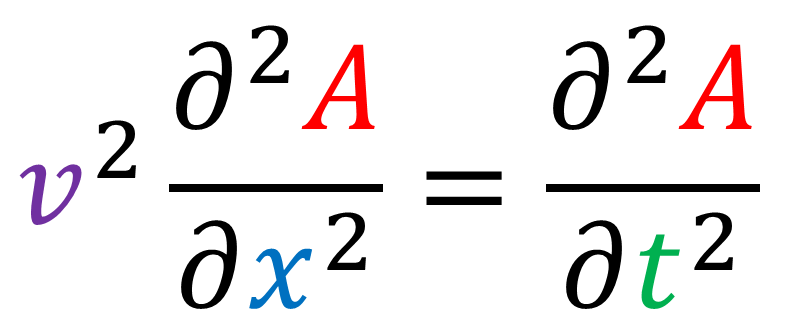 v² ∂²A/∂x² = ∂²A/∂t²